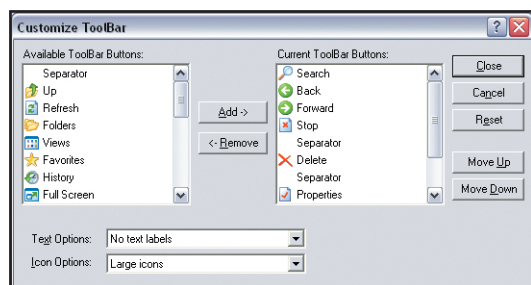 Customize ToolBar
Available ToolBar Buttons:
Separator
Up
Refresh
Folders
Views
Favorites
History
Full Screen
Add ->
<- Remove
Current ToolBar Buttons:
Search
Back
Forward
Stop
Separator
Delete
Separator
Properties
Close
Cancel
Reset
Move Up
Move Down
Text Options: No text labels
Icon Options: Large icons